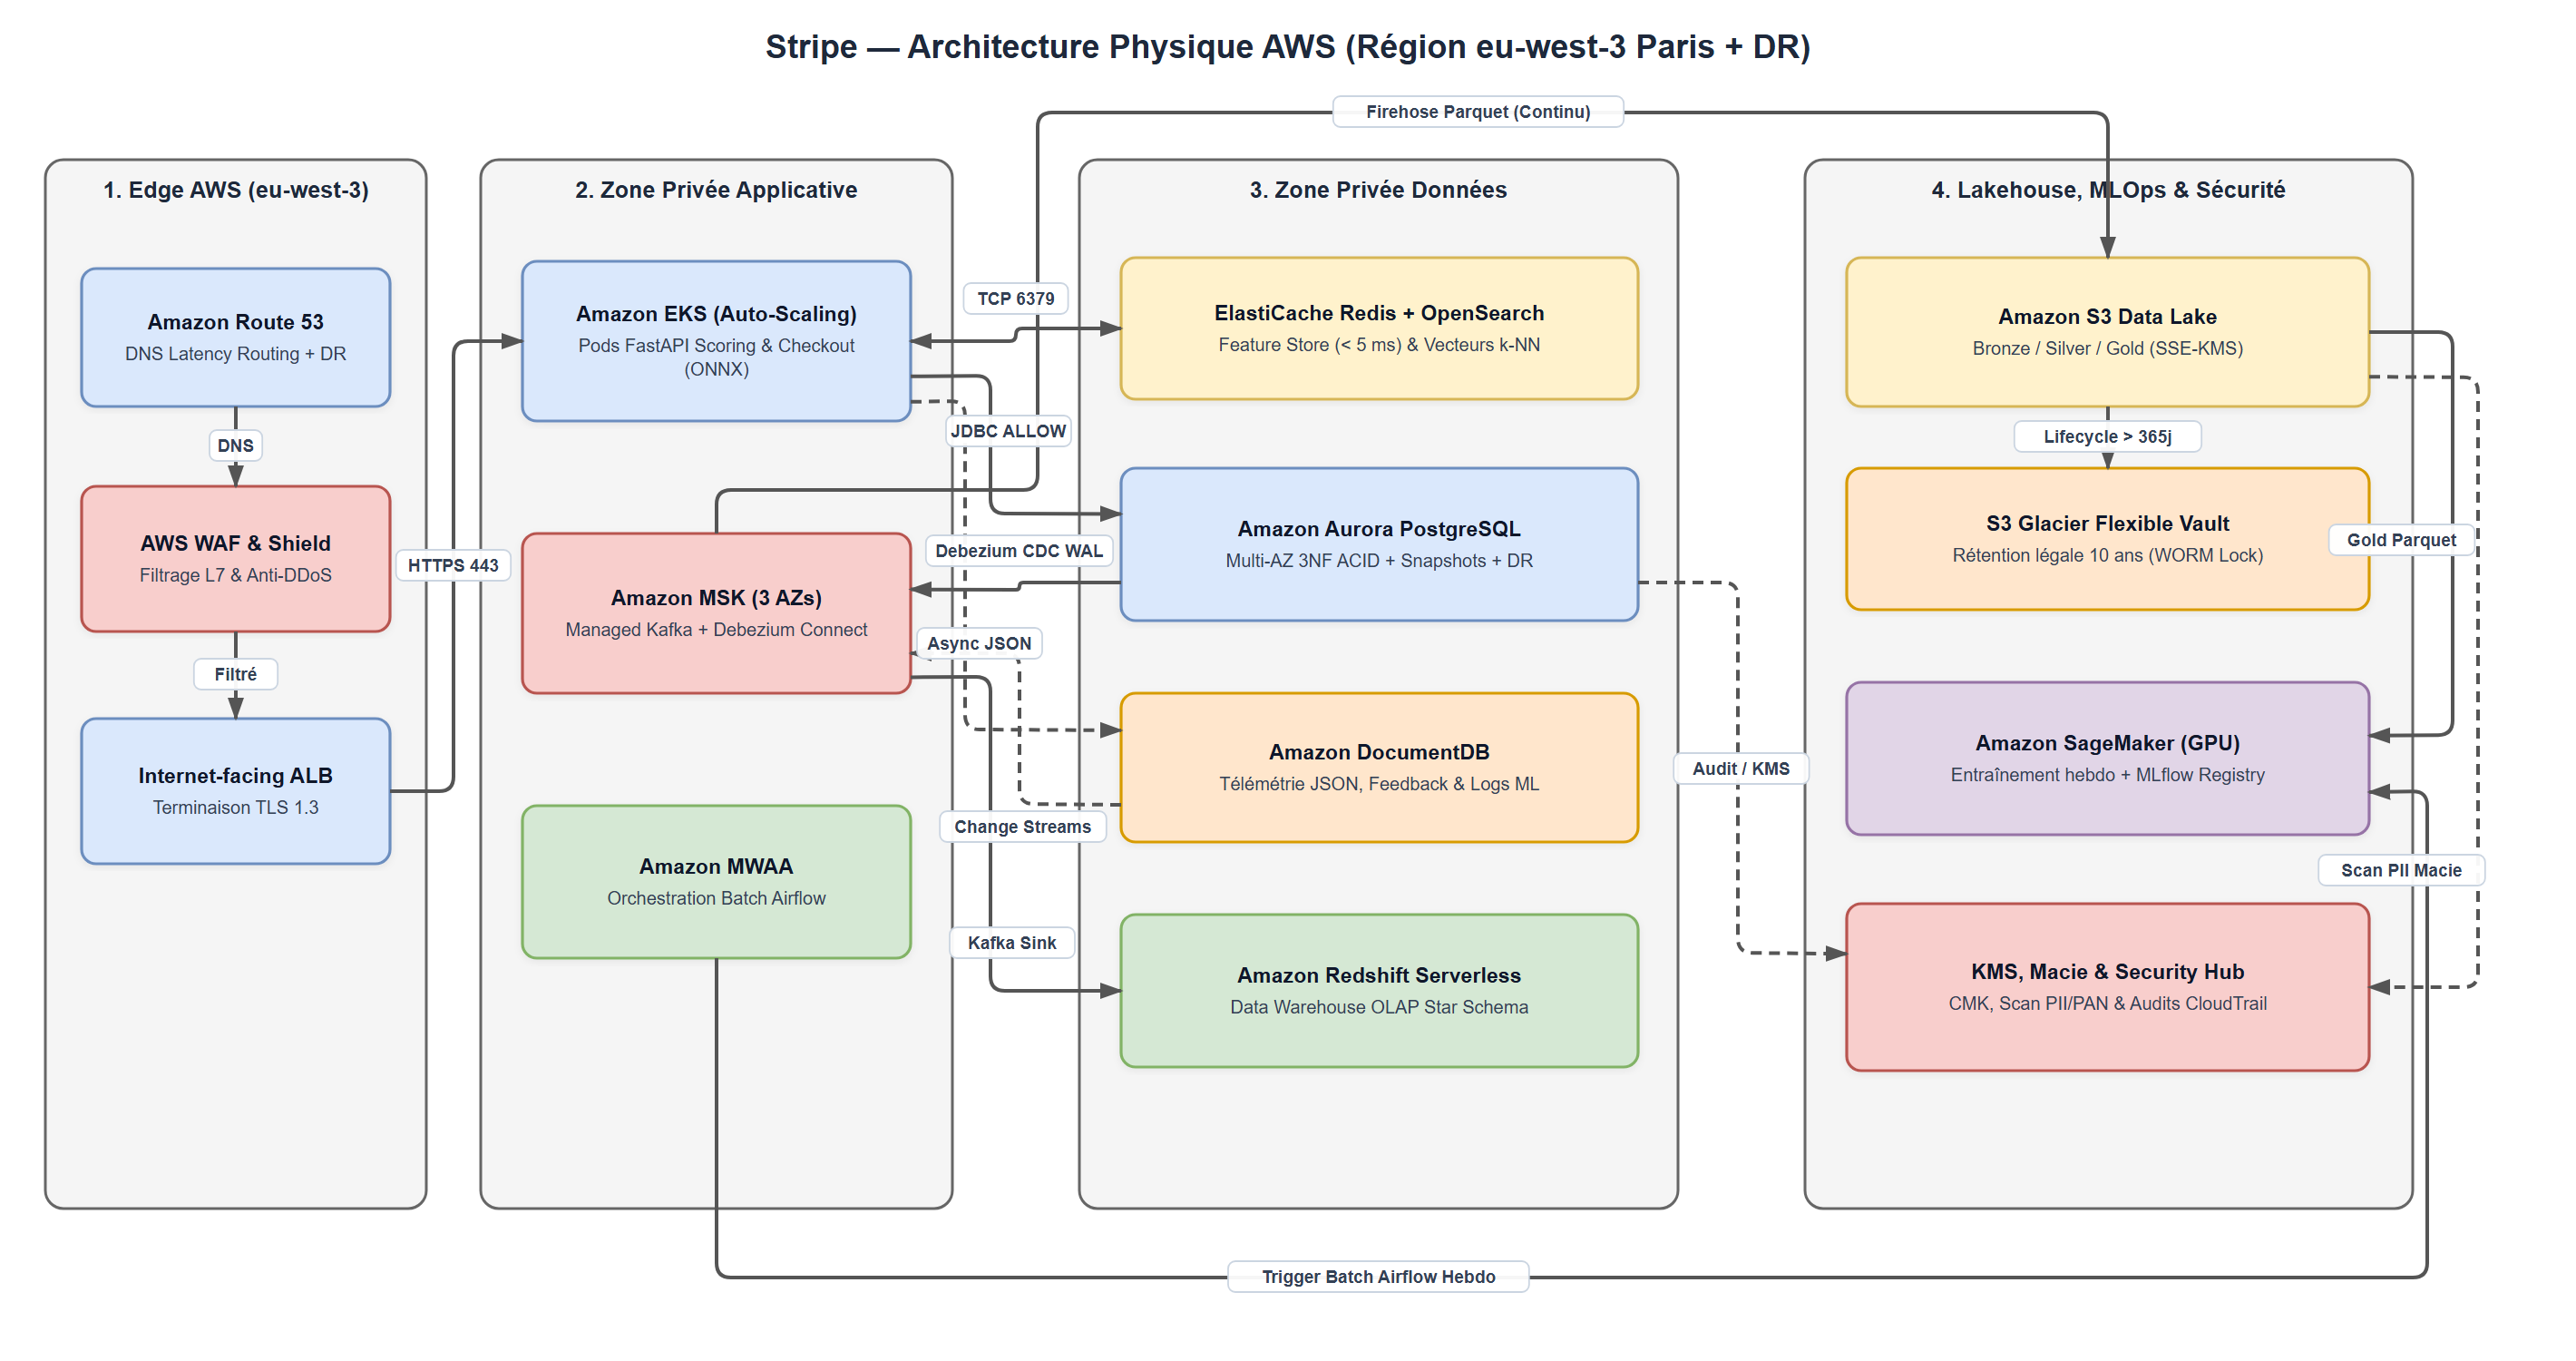 Stripe — Architecture Physique AWS (Région eu-west-3 Paris + DR)
Firehose Parquet (Continu)
1. Edge AWS (eu-west-3)
Amazon Route 53
DNS Latency Routing + DR
DNS
AWS WAF & Shield
Filtrage L7 & Anti-DDoS
Filtré
Internet-facing ALB
Terminaison TLS 1.3
HTTPS 443
2. Zone Privée Applicative
Amazon EKS (Auto-Scaling)
Pods FastAPI Scoring & Checkout
(ONNX)
Amazon MSK (3 AZs)
Managed Kafka + Debezium Connect
Amazon MWAA
Orchestration Batch Airflow
TCP 6379
JDBC ALLOW
Debezium CDC WAL
Async JSON
Change Streams
Kafka Sink
3. Zone Privée Données
ElastiCache Redis + OpenSearch
Feature Store (< 5 ms) & Vecteurs k-NN
Amazon Aurora PostgreSQL
Multi-AZ 3NF ACID + Snapshots + DR
Amazon DocumentDB
Télémétrie JSON, Feedback & Logs ML
Amazon Redshift Serverless
Data Warehouse OLAP Star Schema
Audit / KMS
4. Lakehouse, MLOps & Sécurité
Amazon S3 Data Lake
Bronze / Silver / Gold (SSE-KMS)
Lifecycle > 365j
S3 Glacier Flexible Vault
Rétention légale 10 ans (WORM Lock)
Gold Parquet
Amazon SageMaker (GPU)
Entraînement hebdo + MLflow Registry
Scan PII Macie
KMS, Macie & Security Hub
CMK, Scan PII/PAN & Audits CloudTrail
Trigger Batch Airflow Hebdo